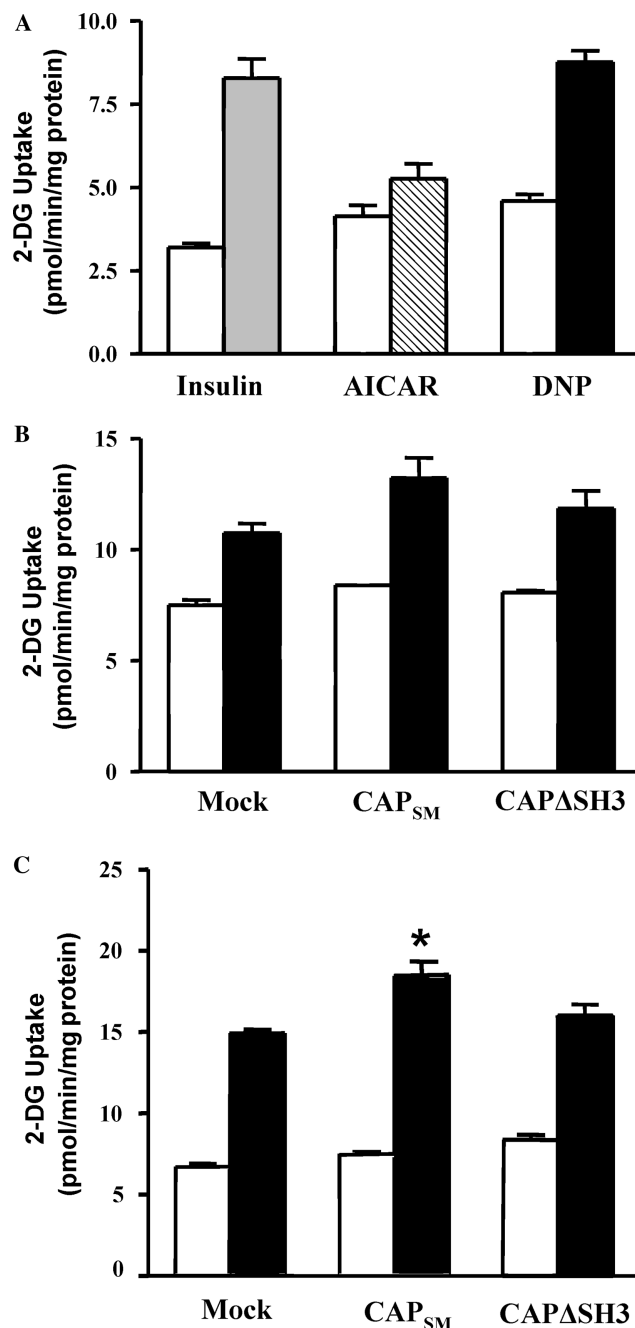 A
2-DG Uptake
(pmol/min/mg protein)
10.0
7.5
5.0
2.5
0.0
Insulin AICAR DNP
B
2-DG Uptake
(pmol/min/mg protein)
15
10
5
0
Mock CAPSM CAPΔSH3
C
2-DG Uptake
(pmol/min/mg protein)
25
20
15
10
5
0
*
Mock CAPSM CAPΔSH3